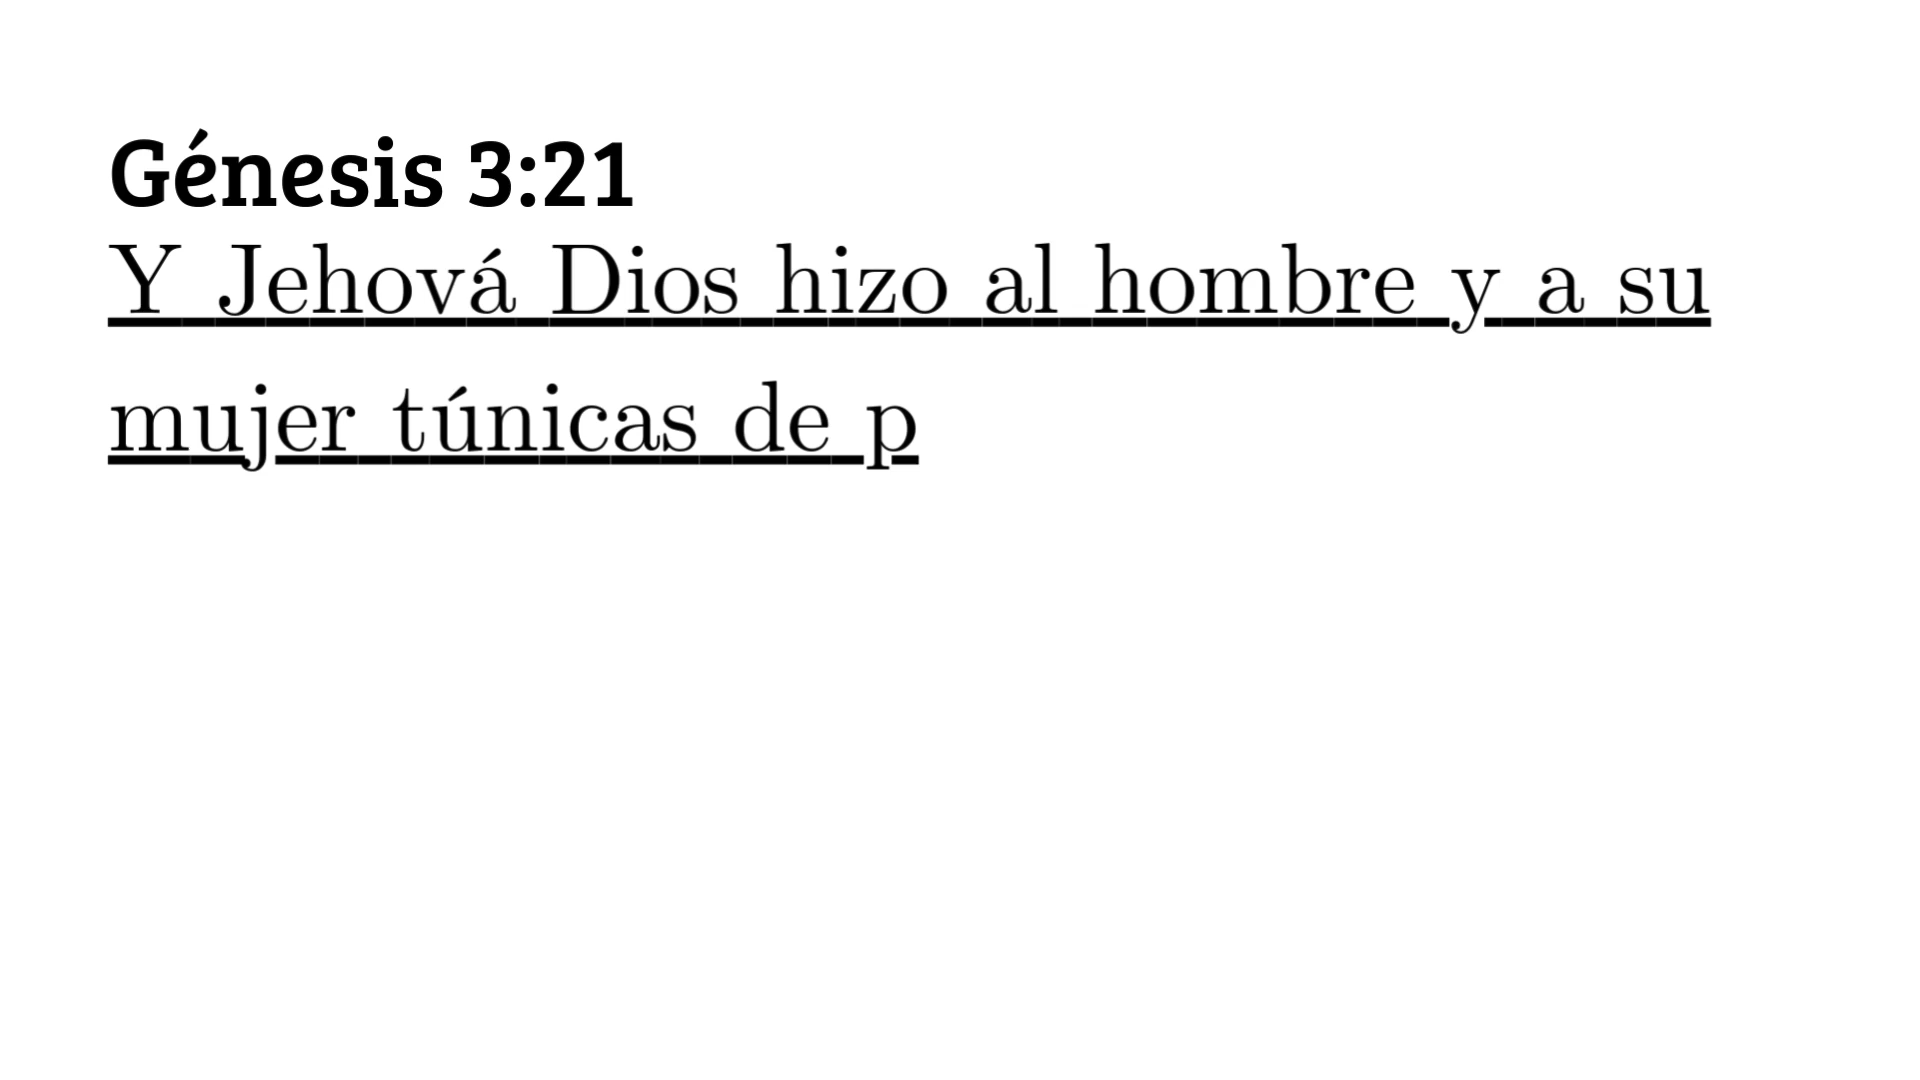 Génesis 3:21
Y Jehová Dios hizo al hombre y a su
mujer túnicas de p